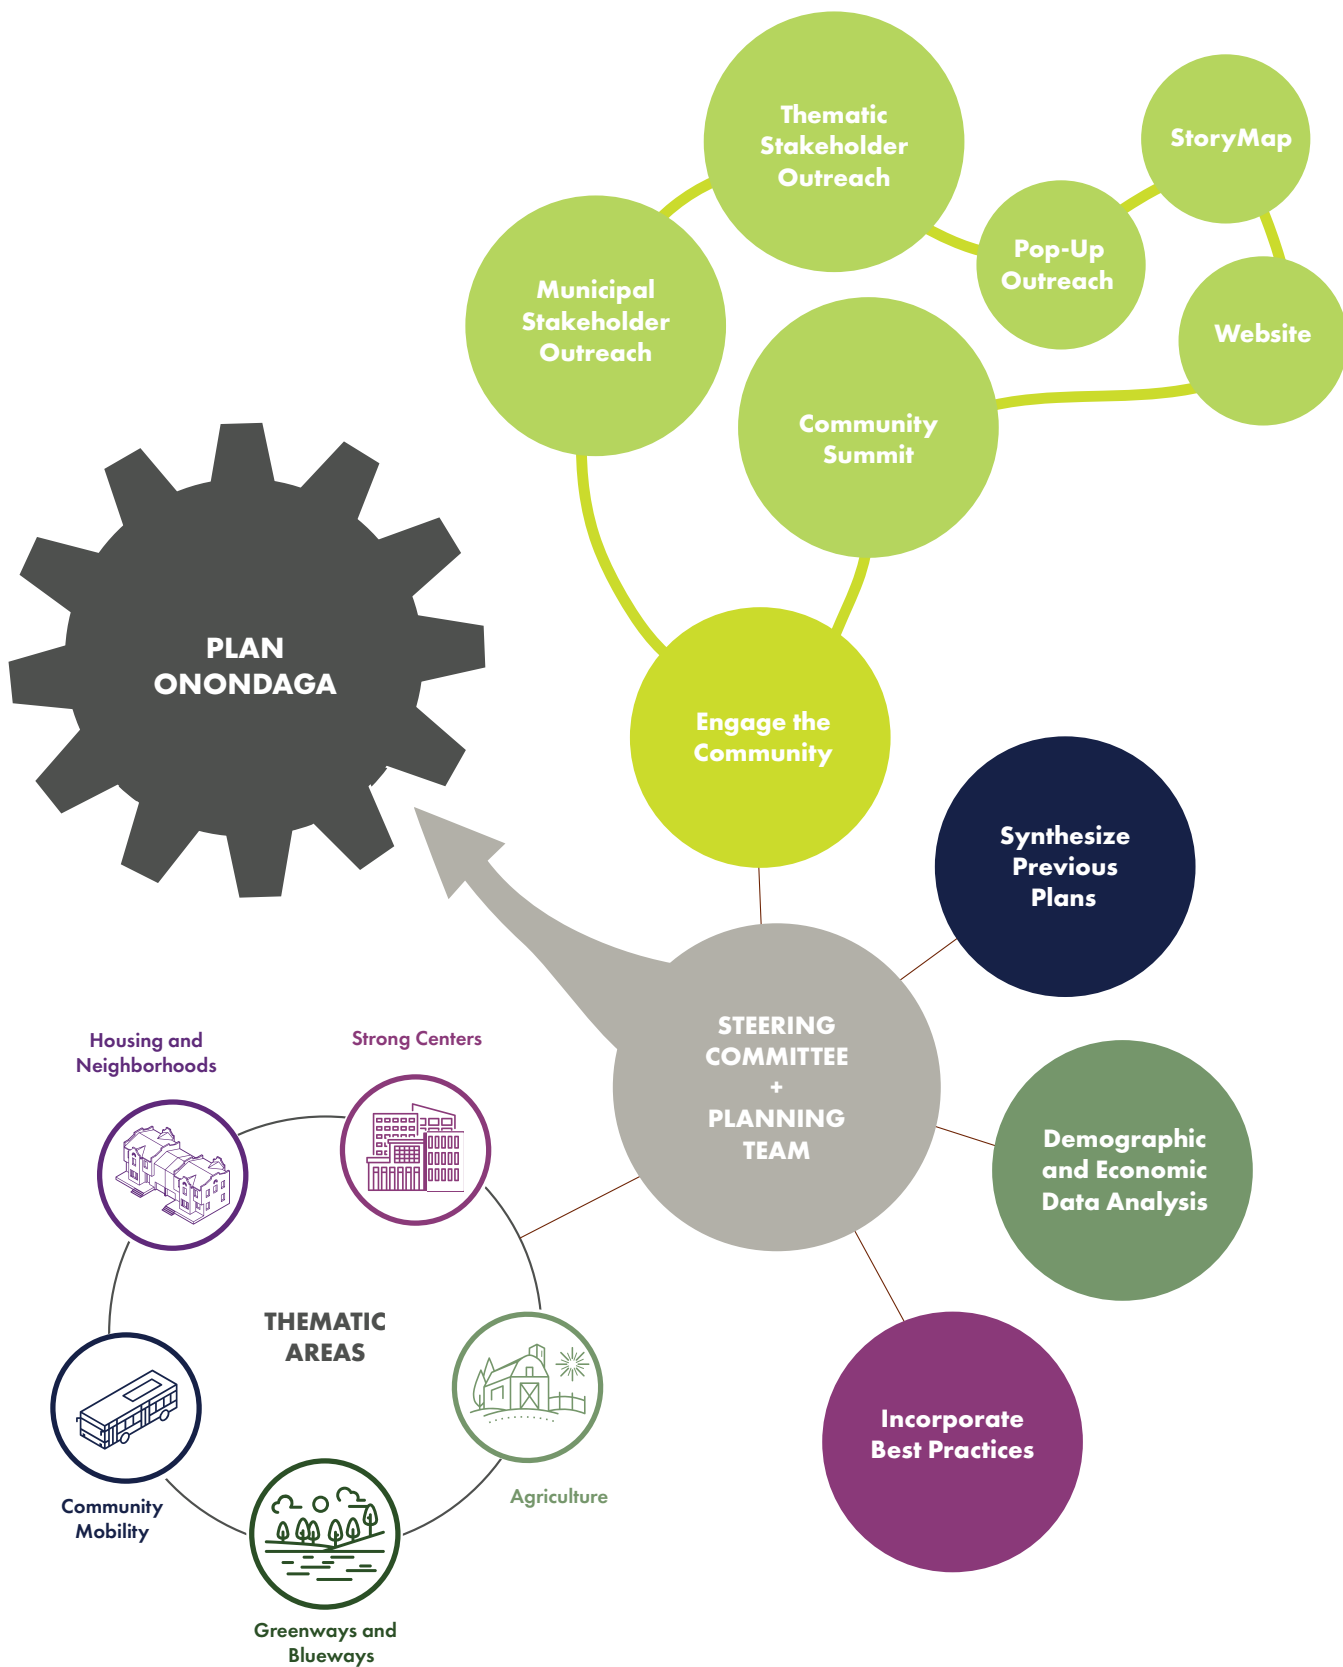 Thematic
Stakeholder
Outreach
StoryMap
Pop-Up
Outreach
Municipal
Stakeholder
Outreach
Website
Community
Summit
PLAN
ONONDAGA
Engage the
Community
Synthesize
Previous
Plans
STEERING
COMMITTEE
+
PLANNING
TEAM
Demographic
and Economic
Data Analysis
Incorporate
Best Practices
Housing and
Neighborhoods
Strong Centers
THEMATIC
AREAS
Community
Mobility
Agriculture
Greenways and
Blueways